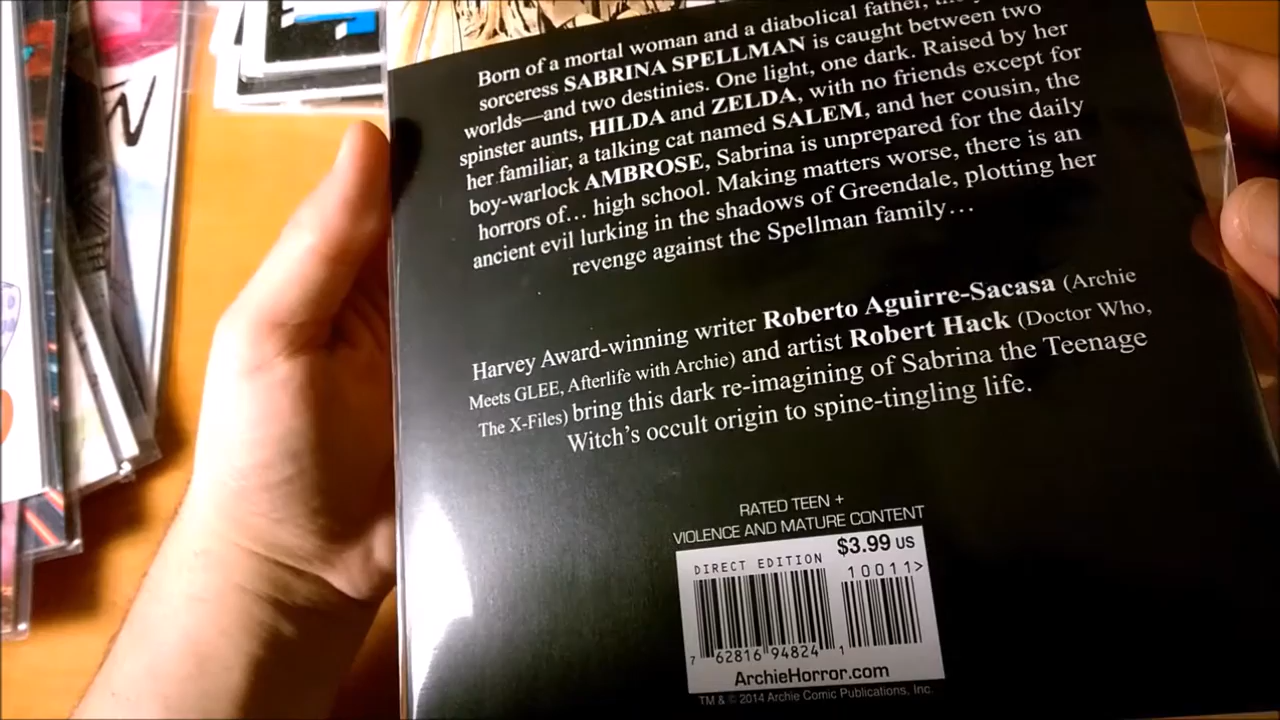 Born of a mortal woman and a diabolical father,
sorceress SABRINA SPELLMAN is caught between two
worlds—and two destinies. One light, one dark. Raised by her
spinster aunts, HILDA and ZELDA, with no friends except for
her familiar, a talking cat named SALEM, and her cousin, the
boy-warlock AMBROSE, Sabrina is unprepared for the daily
horrors of... high school. Making matters worse, there is an
ancient evil lurking in the shadows of Greendale, plotting her
revenge against the Spellman family...
Harvey Award-winning writer Roberto Aguirre-Sacasa (Archie
Meets GLEE, Afterlife with Archie) and artist Robert Hack (Doctor Who,
The X-Files) bring this dark re-imagining of Sabrina the Teenage
Witch's occult origin to spine-tingling life.
RATED TEEN +
VIOLENCE AND MATURE CONTENT
DIRECT EDITION $3.99 US
10011>
7 62816 94824 1
ArchieHorror.com
TM & © 2014 Archie Comic Publications, Inc.